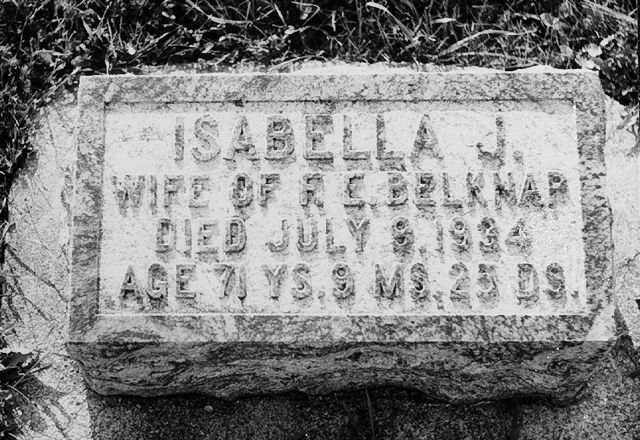 ISABELLA J.
WIFE OF F. E. BELKNAP
DIED JULY 9, 1934
AGE 71 YS. 9 MS. 25 DS.